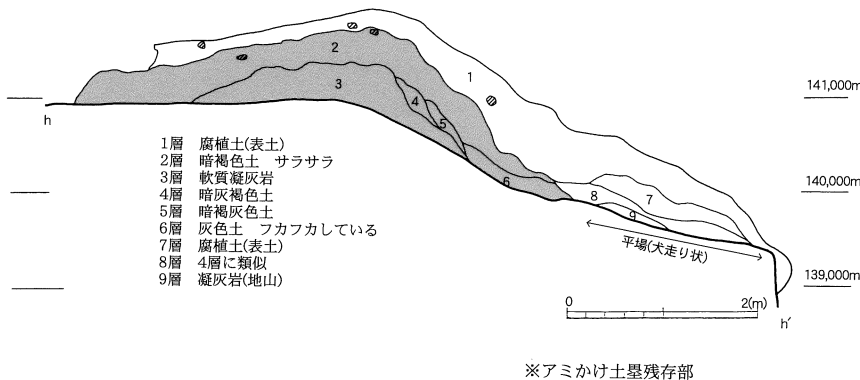 2
1
3
4
5
6
7
8
9
141,000m
140,000m
139,000m
h
h′
1層 腐植土(表土)
2層 暗褐色土 サラサラ
3層 軟質凝灰岩
4層 暗灰褐色土
5層 暗褐灰色土
6層 灰色土 フカフカしている
7層 腐植土(表土)
8層 4層に類似
9層 凝灰岩(地山)
平場(犬走り状)
0 2(m)
※アミかけ土塁残存部